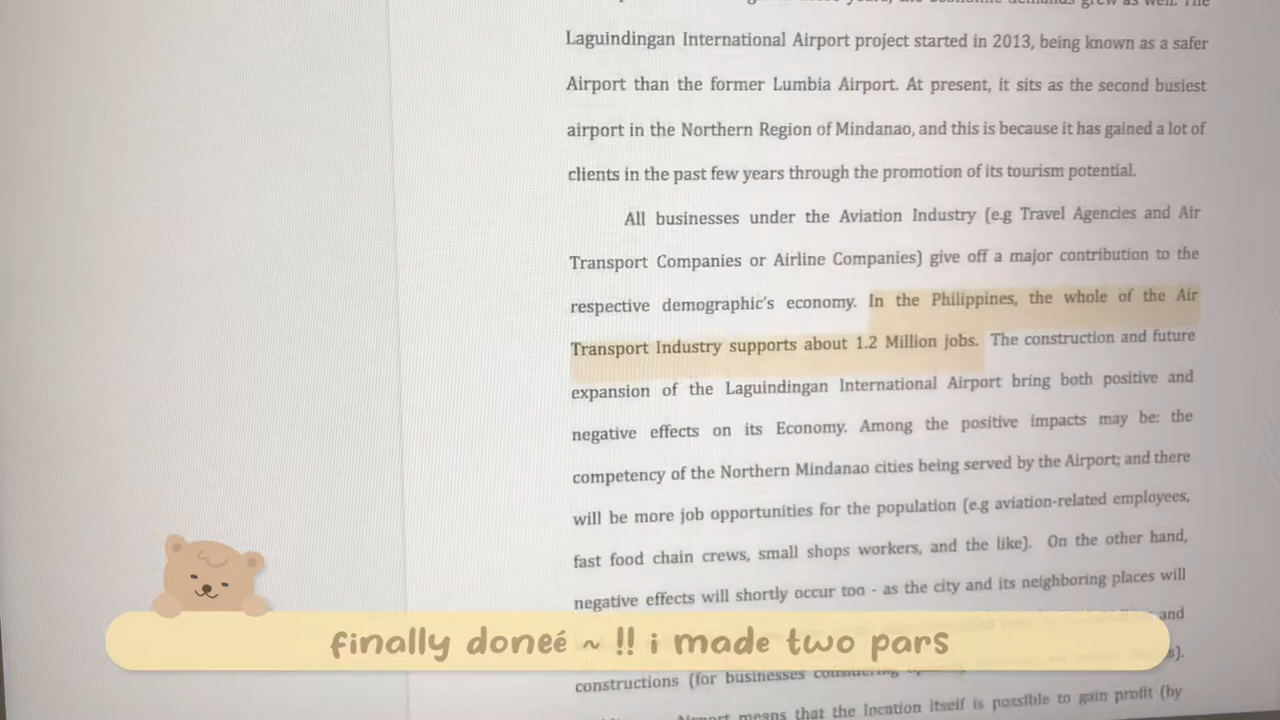 the economic demands grew as well. The
Laguindingan International Airport project started in 2013, being known as a safer
Airport than the former Lumbia Airport. At present, it sits as the second busiest
airport in the Northern Region of Mindanao, and this is because it has gained a lot of
clients in the past few years through the promotion of its tourism potential.
All businesses under the Aviation Industry (e.g Travel Agencies and Air
Transport Companies or Airline Companies) give off a major contribution to the
respective demographic's economy. In the Philippines, the whole of the Air
Transport Industry supports about 1.2 Million jobs. The construction and future
expansion of the Laguindingan International Airport bring both positive and
negative effects on its Economy. Among the positive impacts may be: the
competency of the Northern Mindanao cities being served by the Airport; and there
will be more job opportunities for the population (e.g aviation-related employees,
fast food chain crews, small shops workers, and the like). On the other hand,
negative effects will shortly occur too - as the city and its neighboring places will
and
finally doneé ~ !! i made two pars
constructions (for businesses considering
Airport means that the location itself is possible to gain profit (by